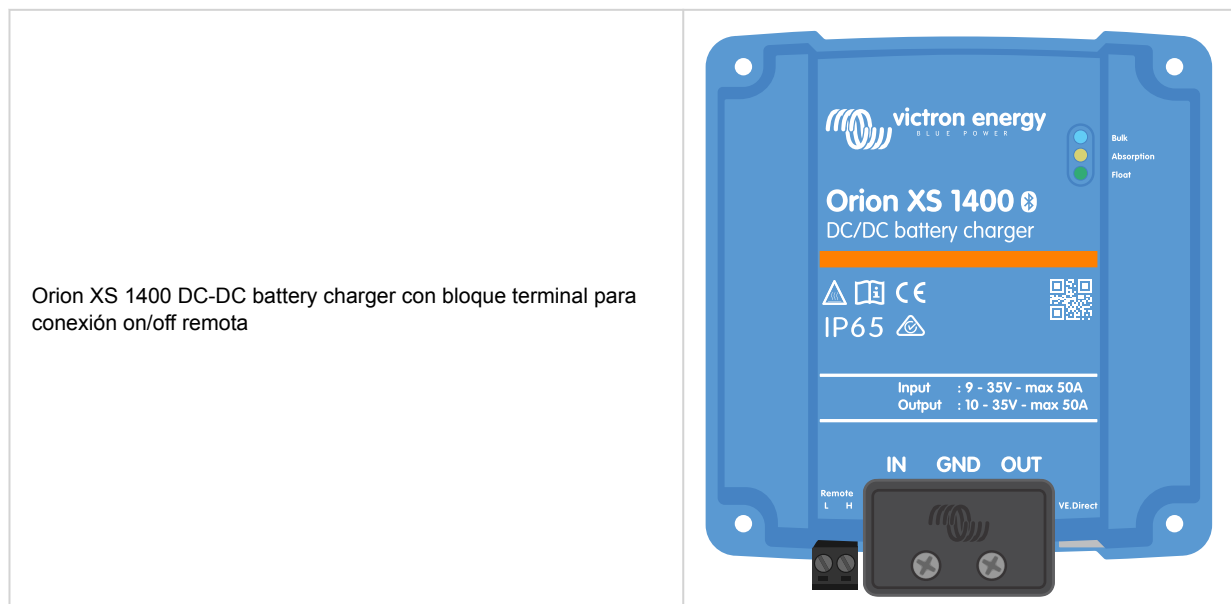 Orion XS 1400 DC-DC battery charger con bloque terminal para
conexión on/off remota
victron energy
BLUE POWER
Bulk
Absorption
Float
Orion XS 1400
DC/DC battery charger
CE
IP65
Input : 9 - 35V - max 50A
Output : 10 - 35V - max 50A
IN GND OUT
Remote
L H
VE.Direct